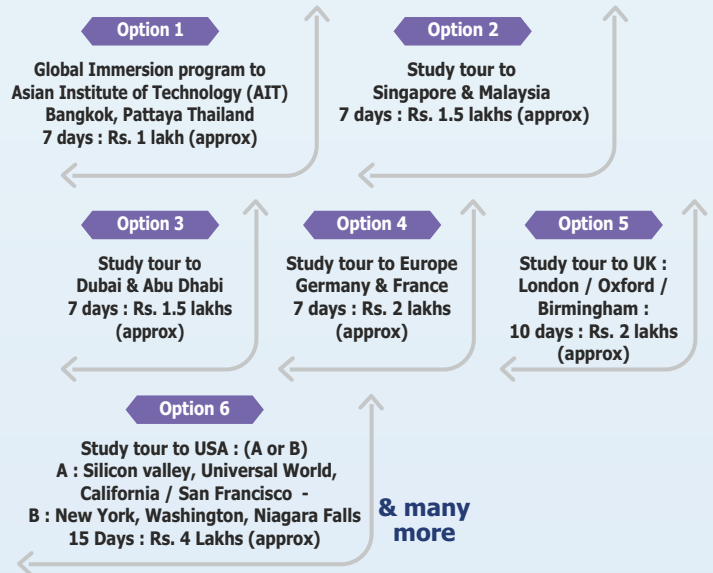 Option 1
Global Immersion program to
Asian Institute of Technology (AIT)
Bangkok, Pattaya Thailand
7 days : Rs. 1 lakh (approx)
Option 2
Study tour to
Singapore & Malaysia
7 days : Rs. 1.5 lakhs (approx)
Option 3
Study tour to
Dubai & Abu Dhabi
7 days : Rs. 1.5 lakhs
(approx)
Option 4
Study tour to Europe
Germany & France
7 days : Rs. 2 lakhs
(approx)
Option 5
Study tour to UK :
London / Oxford /
Birmingham :
10 days : Rs. 2 lakhs
(approx)
Option 6
Study tour to USA : (A or B)
A : Silicon valley, Universal World,
California / San Francisco -
B : New York, Washington, Niagara Falls
15 Days : Rs. 4 Lakhs (approx)
& many
more